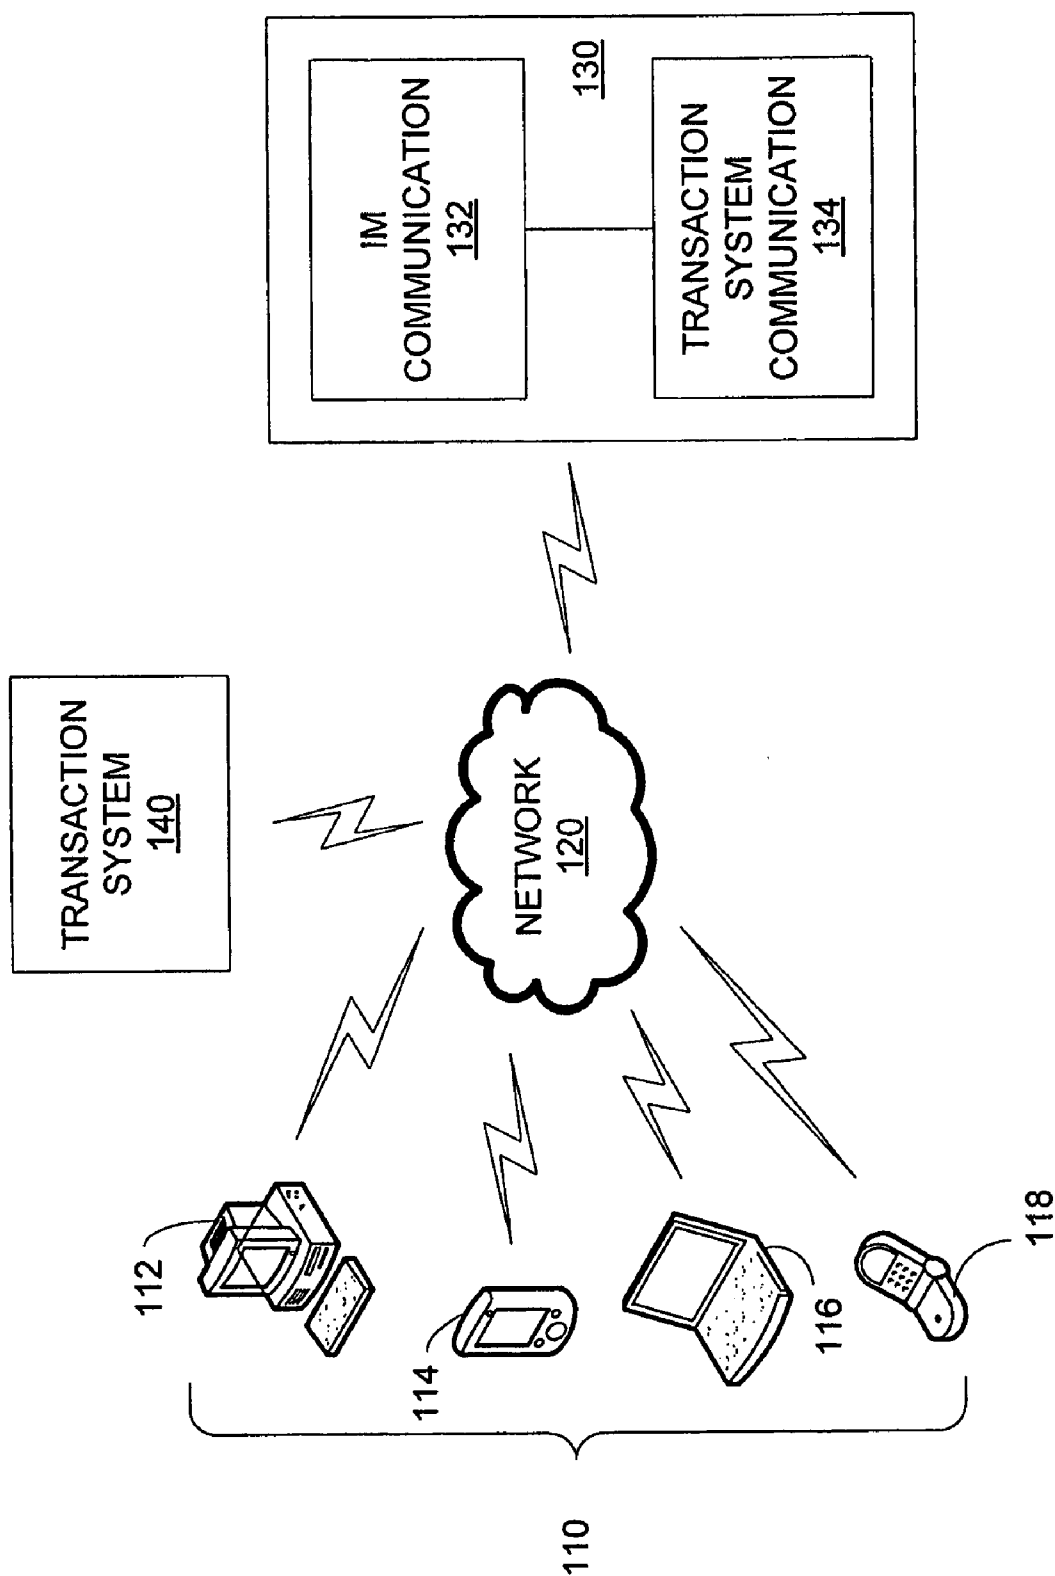 112
114
116
118
110
TRANSACTION
SYSTEM
140
NETWORK
120
130
IM
COMMUNICATION
132
TRANSACTION
SYSTEM
COMMUNICATION
134